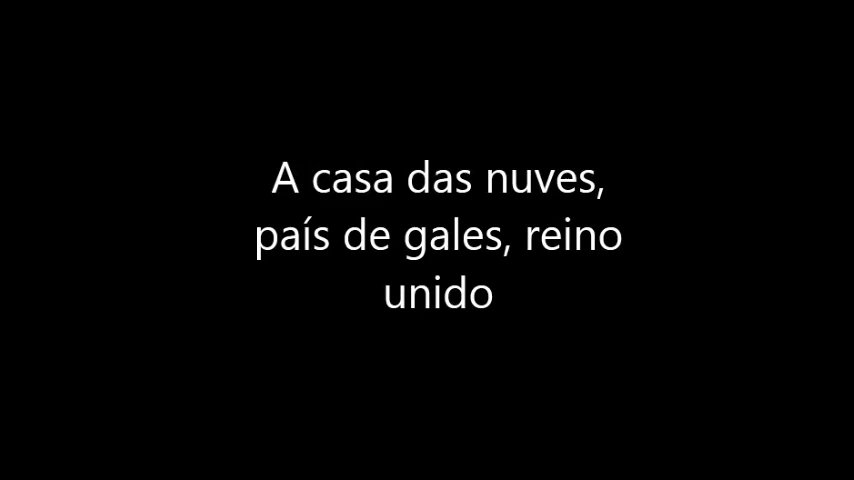 A casa das nuves,
país de gales, reino
unido